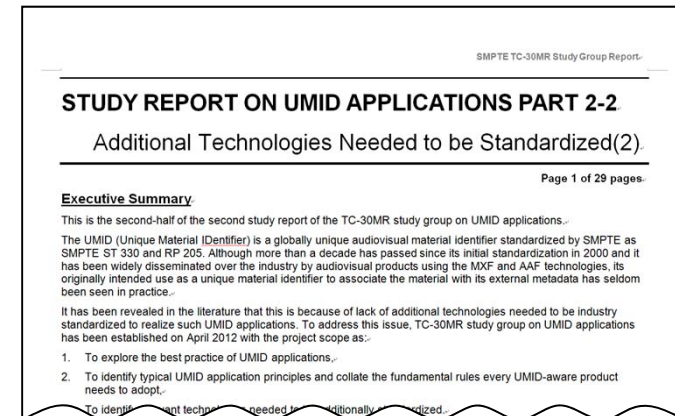 SMPTE TC-30MR Study Group Report
STUDY REPORT ON UMID APPLICATIONS PART 2-2
Additional Technologies Needed to be Standardized(2)
Page 1 of 29 pages
Executive Summary
This is the second-half of the second study report of the TC-30MR study group on UMID applications.
The UMID (Unique Material IDentifier) is a globally unique audiovisual material identifier standardized by SMPTE as
SMPTE ST 330 and RP 205. Although more than a decade has passed since its initial standardization in 2000 and it
has been widely disseminated over the industry by audiovisual products using the MXF and AAF technologies, its
originally intended use as a unique material identifier to associate the material with its external metadata has seldom
been seen in practice.
It has been revealed in the literature that this is because of lack of additional technologies needed to be industry
standardized to realize such UMID applications. To address this issue, TC-30MR study group on UMID applications
has been established on April 2012 with the project scope as:
1. To explore the best practice of UMID applications,
2. To identify typical UMID application principles and collate the fundamental rules every UMID-aware product
needs to adopt,
To identify needed